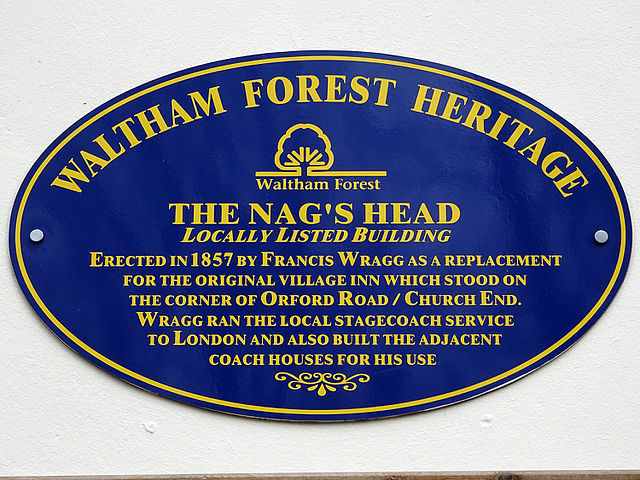 WALTHAM FOREST HERITAGE
Waltham Forest
THE NAG'S HEAD
LOCALLY LISTED BUILDING
ERECTED IN 1857 BY FRANCIS WRAGG AS A REPLACEMENT
FOR THE ORIGINAL VILLAGE INN WHICH STOOD ON
THE CORNER OF ORFORD ROAD / CHURCH END.
WRAGG RAN THE LOCAL STAGECOACH SERVICE
TO LONDON AND ALSO BUILT THE ADJACENT
COACH HOUSES FOR HIS USE